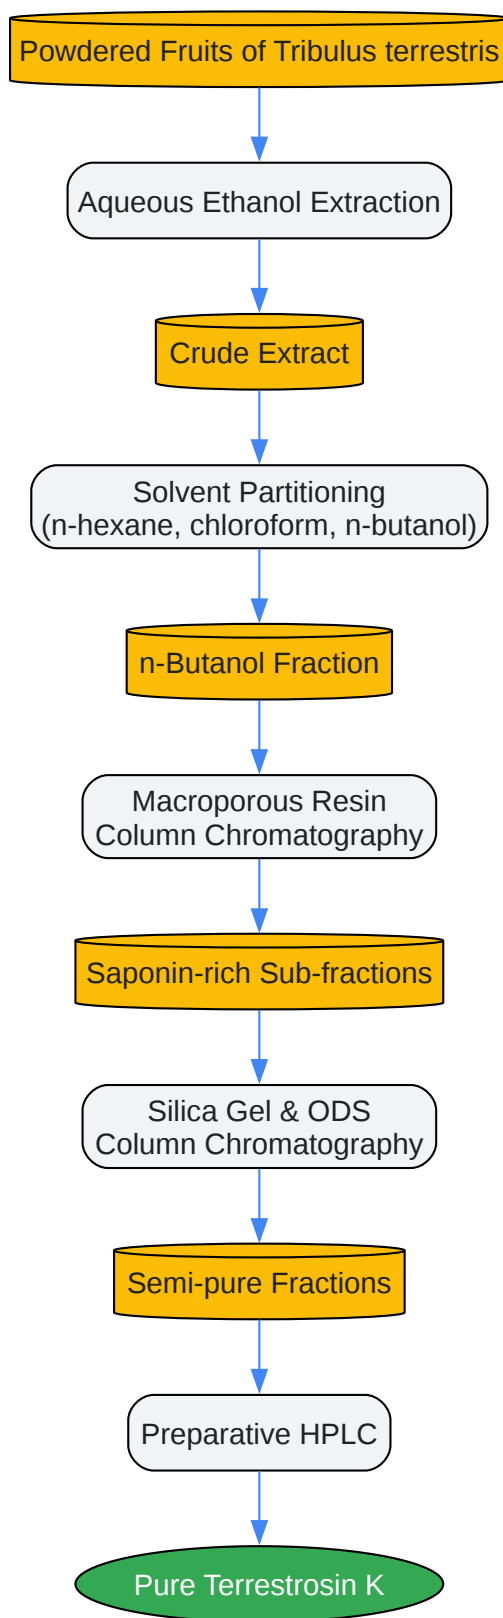 Powdered Fruits of Tribulus terrestris
Aqueous Ethanol Extraction
Crude Extract
Solvent Partitioning
(n-hexane, chloroform, n-butanol)
n-Butanol Fraction
Macroporous Resin
Column Chromatography
Saponin-rich Sub-fractions
Silica Gel & ODS
Column Chromatography
Semi-pure Fractions
Preparative HPLC
Pure Terrestrosin K